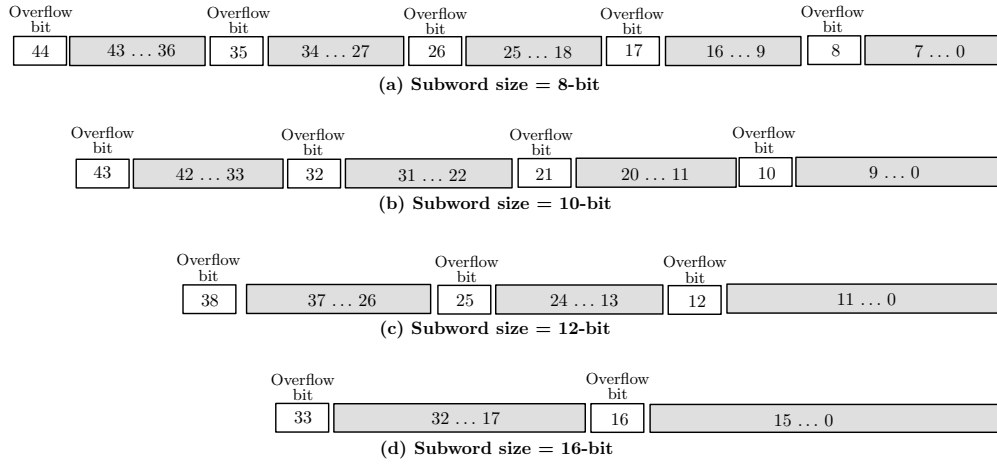 Overflow bit Overflow bit Overflow bit Overflow bit Overflow bit
44 43 ... 36 35 34 ... 27 26 25 ... 18 17 16 ... 9 8 7 ... 0
(a) Subword size = 8-bit
Overflow bit Overflow bit Overflow bit Overflow bit
43 42 ... 33 32 31 ... 22 21 20 ... 11 10 9 ... 0
(b) Subword size = 10-bit
Overflow bit Overflow bit Overflow bit
38 37 ... 26 25 24 ... 13 12 11 ... 0
(c) Subword size = 12-bit
Overflow bit Overflow bit
33 32 ... 17 16 15 ... 0
(d) Subword size = 16-bit